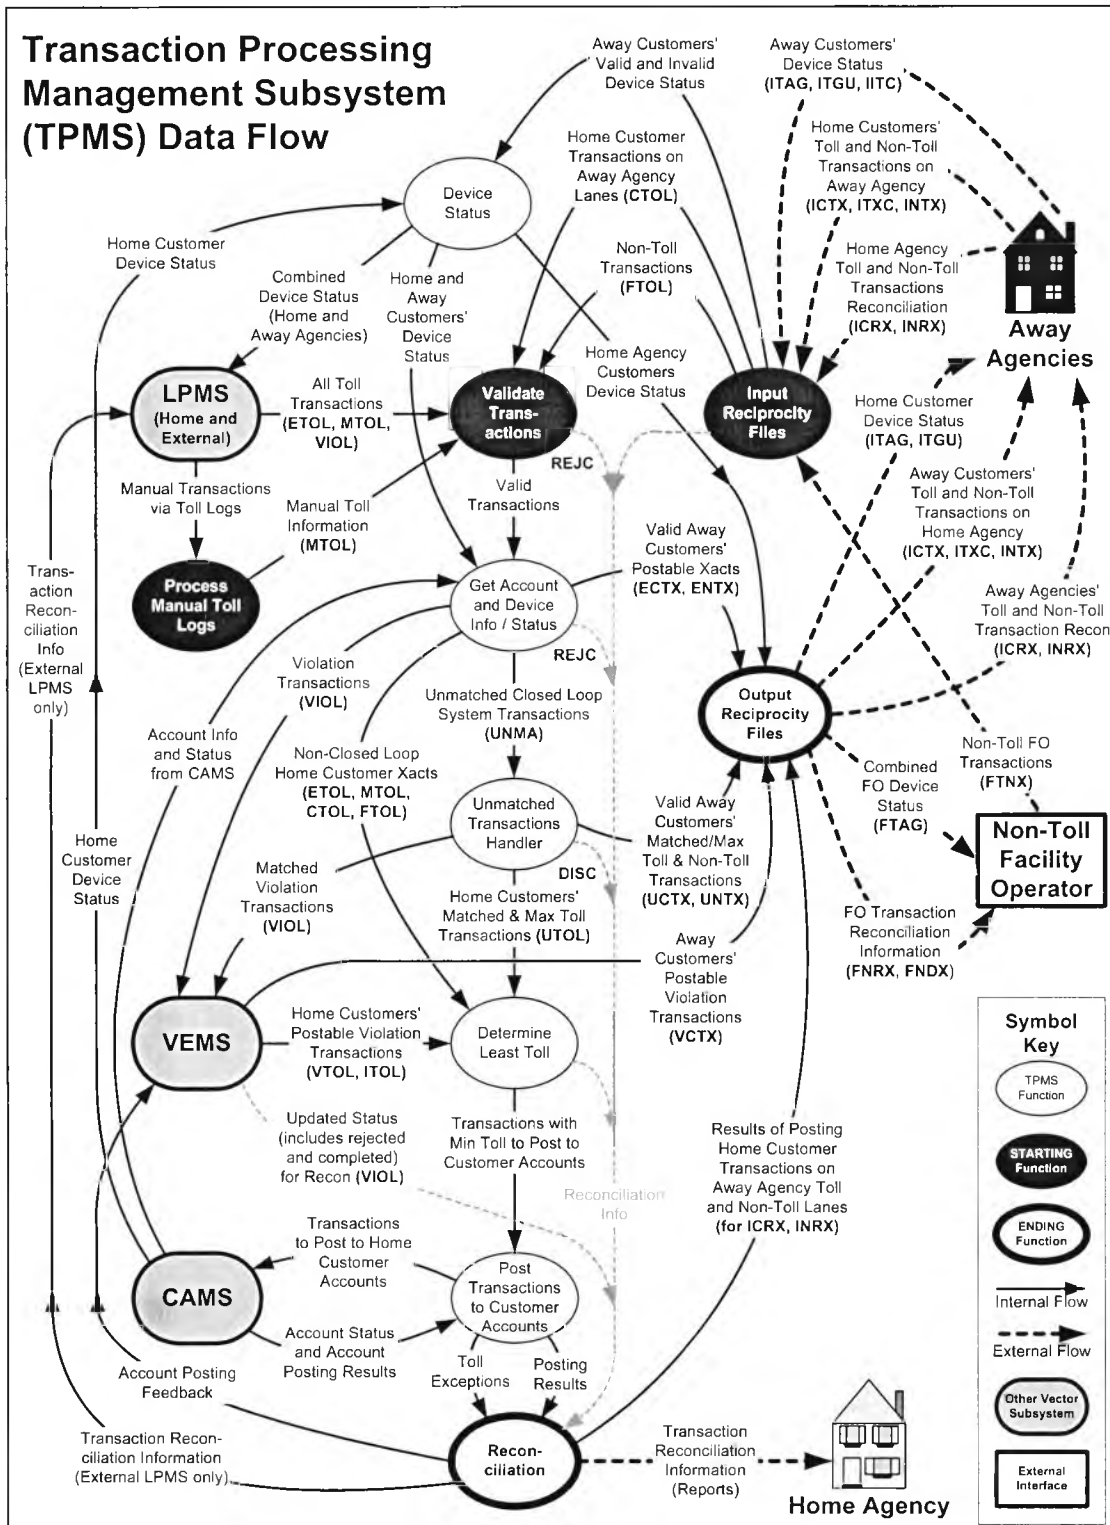 Transaction Processing
Management Subsystem
(TPMS) Data Flow
Away Customers'
Valid and Invalid
Device Status
Away Customers'
Device Status
(ITAG, ITGU, IITC)
Home Customer
Transactions on
Away Agency
Lanes (CTOL)
Home Customers'
Toll and Non-Toll
Transactions on
Away Agency
(ICTX, ITXC, INTX)
Device
Status
Home Customer
Device Status
Non-Toll
Transactions
(FTOL)
Home Agency
Toll and Non-Toll
Transactions
Reconciliation
(ICRX, INRX)
Away
Agencies
Combined
Device Status
(Home and
Away Agencies)
Home and
Away
Customers'
Device
Status
Home Agency
Customers
Device Status
LPMS
(Home and
External)
All Toll
Transactions
(ETOL, MTOL,
VIOL)
Validate
Trans-
actions
Input
Reciprocity
Files
Home Customer
Device Status
(ITAG, ITGU)
REJC
Manual Transactions
via Toll Logs
Manual Toll
Information
(MTOL)
Valid
Transactions
Away Customers'
Toll and Non-Toll
Transactions on
Home Agency
(ICTX, ITXC, INTX)
Valid Away
Customers'
Postable Xacts
(ECTX, ENTX)
Trans-
action
Recon-
ciliation
Info
(External
LPMS
only)
Process
Manual Toll
Logs
Get Account
and Device
Info / Status
Away Agencies'
Toll and Non-Toll
Transaction Recon
(ICRX, INRX)
REJC
Violation
Transactions
(VIOL)
Unmatched Closed Loop
System Transactions
(UNMA)
Output
Reciprocity
Files
Account Info
and Status
from CAMS
Non-Closed Loop
Home Customer Xacts
(ETOL, MTOL,
CTOL, FTOL)
Non-Toll FO
Transactions
(FTNX)
Combined
FO Device
Status
(FTAG)
Unmatched
Transactions
Handler
Valid Away
Customers'
Matched/Max
Toll & Non-Toll
Transactions
(UCTX, UNTX)
Non-Toll
Facility
Operator
Home
Customer
Device
Status
Matched
Violation
Transactions
(VIOL)
DISC
Home Customers'
Matched & Max Toll
Transactions (UTOL)
FO Transaction
Reconciliation
Information
(FNRX, FNDX)
Away
Customers'
Postable
Violation
Transactions
(VCTX)
VEMS
Home Customers'
Postable Violation
Transactions
(VTOL, ITOL)
Determine
Least Toll
Symbol
Key
TPMS
Function
Updated Status
(includes rejected
and completed)
for Recon (VIOL)
Transactions with
Min Toll to Post to
Customer Accounts
Results of Posting
Home Customer
Transactions on
Away Agency Toll
and Non-Toll Lanes
(for ICRX, INRX)
STARTING
Function
Reconciliation
Info
ENDING
Function
Transactions
to Post to Home
Customer
Accounts
CAMS
Post
Transactions
to Customer
Accounts
Internal Flow
External Flow
Account Status
and Account
Posting Results
Toll
Exceptions
Posting
Results
Account Posting
Feedback
Other Vector
Subsystem
Transaction Recon-
ciliation Information
(External LPMS only)
Recon-
ciliation
Transaction
Reconciliation
Information
(Reports)
Home Agency
External
Interface